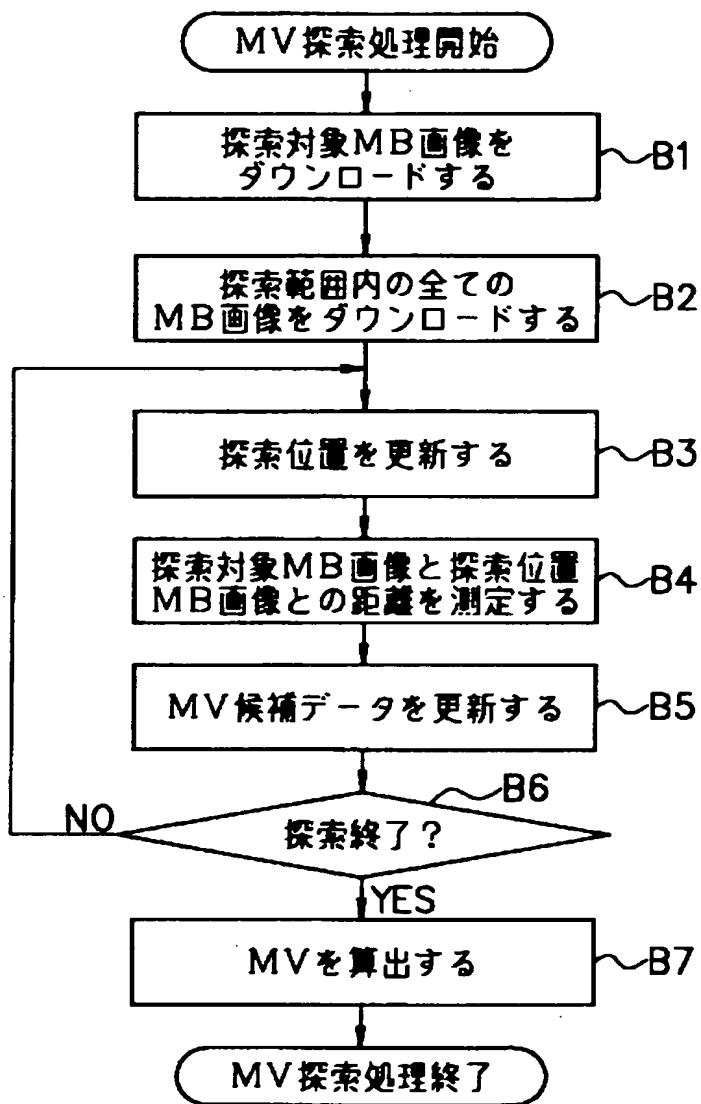 MV探索処理開始
探索対象MB画像を
ダウンロードする
B1
探索範囲内の全ての
MB画像をダウンロードする
B2
探索位置を更新する
B3
探索対象MB画像と探索位置
MB画像との距離を測定する
B4
MV候補データを更新する
B5
B6
探索終了?
NO
YES
MVを算出する
B7
MV探索処理終了